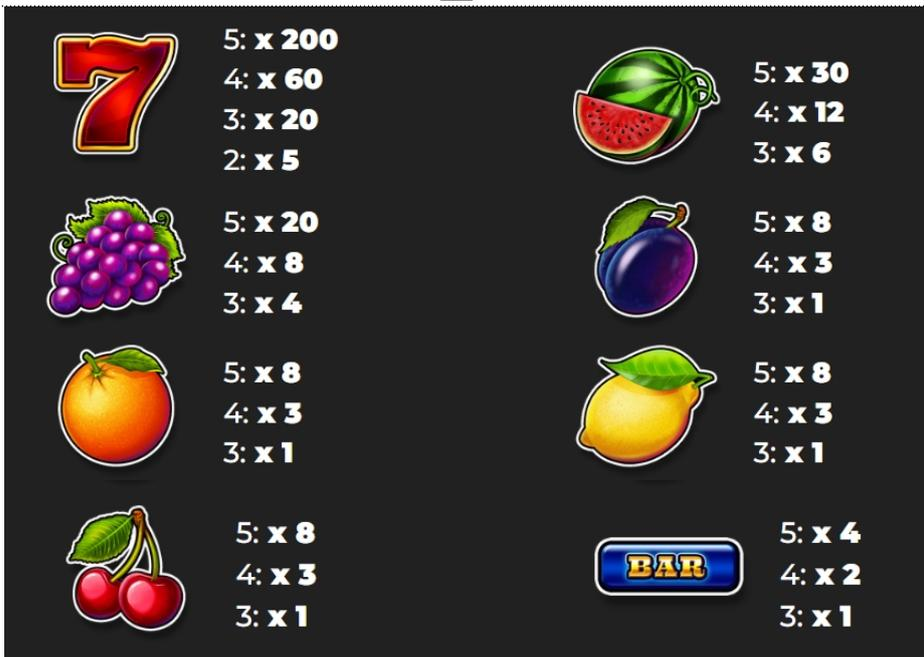 5: x 200
4: x 60
3: x 20
2: x 5
5: x 30
4: x 12
3: x 6
5: x 20
4: x 8
3: x 4
5: x 8
4: x 3
3: x 1
5: x 8
4: x 3
3: x 1
5: x 8
4: x 3
3: x 1
5: x 8
4: x 3
3: x 1
BAR
5: x 4
4: x 2
3: x 1